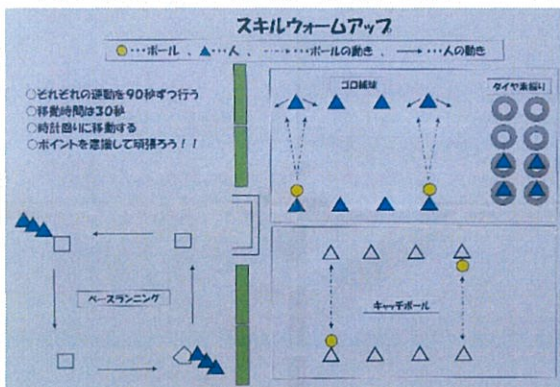 スキルウォームアップ
…ボール 、 …人 、 …ボールの動き 、 …人の動き
○それぞれの運動を90秒ずつ行う
○移動時間は30秒
○時計回りに移動する
○ポイントを意識して頑張ろう！！
ゴロ捕球
タイヤ素振り
ベースランニング
キャッチボール